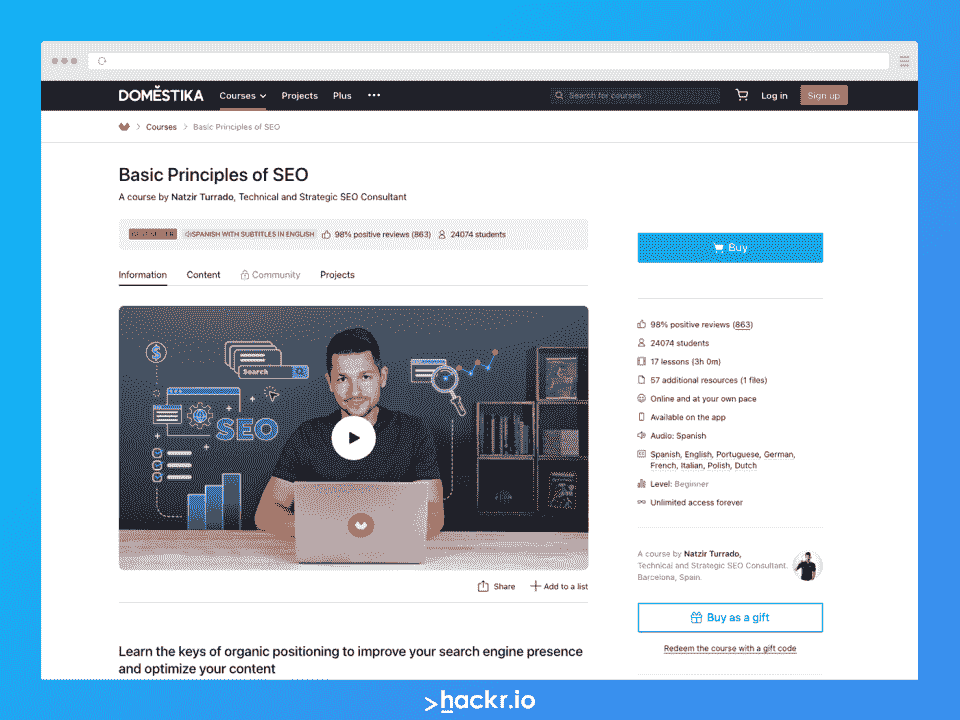 DOMĔSTIKA Courses Projects Plus ••• Search for courses Log in Sign up
Courses > Basic Principles of SEO
Basic Principles of SEO
A course by Natzir Turrado, Technical and Strategic SEO Consultant
SPANISH WITH SUBTITLES IN ENGLISH 98% positive reviews (863) 24074 students
Buy
Information Content Community Projects
$
Search
SEO
98% positive reviews (863)
24074 students
17 lessons (3h 0m)
57 additional resources (1 files)
Online and at your own pace
Available on the app
Audio: Spanish
Spanish, English, Portuguese, German,
French, Italian, Polish, Dutch
Level: Beginner
Unlimited access forever
A course by Natzir Turrado,
Technical and Strategic SEO Consultant.
Barcelona, Spain.
Share Add to a list
Buy as a gift
Redeem the course with a gift code
Learn the keys of organic positioning to improve your search engine presence
and optimize your content
>hackr.io